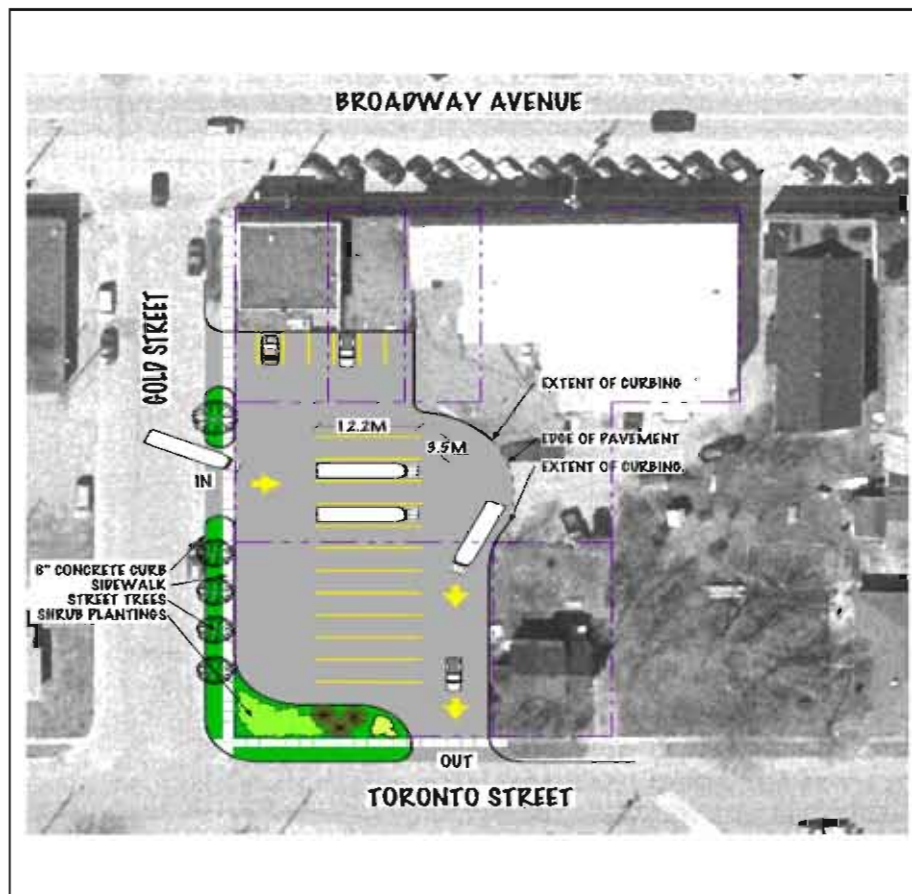 BROADWAY AVENUE
GOLD STREET
EXTENT OF CURBING
12.2M
3.5M
EDGE OF PAVEMENT
EXTENT OF CURBING
IN
6" CONCRETE CURB
SIDEWALK
STREET TREES
SHRUB PLANTINGS
OUT
TORONTO STREET